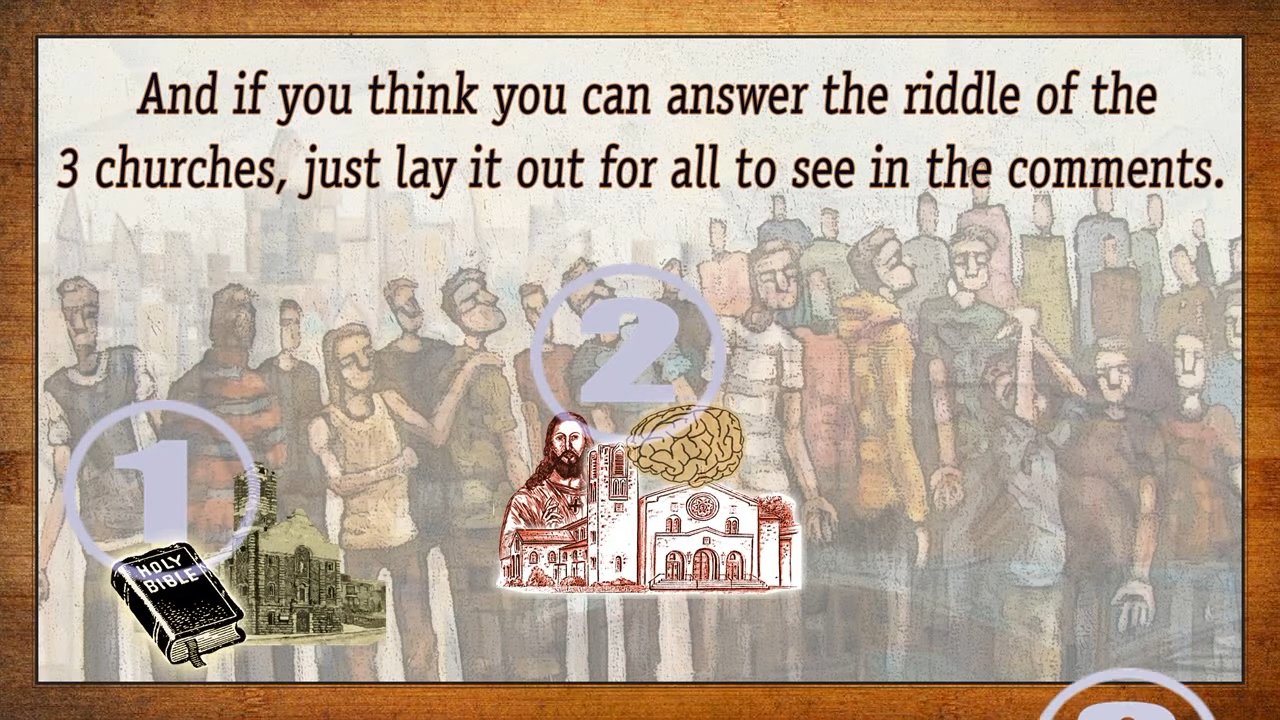 And if you think you can answer the riddle of the
3 churches, just lay it out for all to see in the comments.
2
1
HOLY
BIBLE